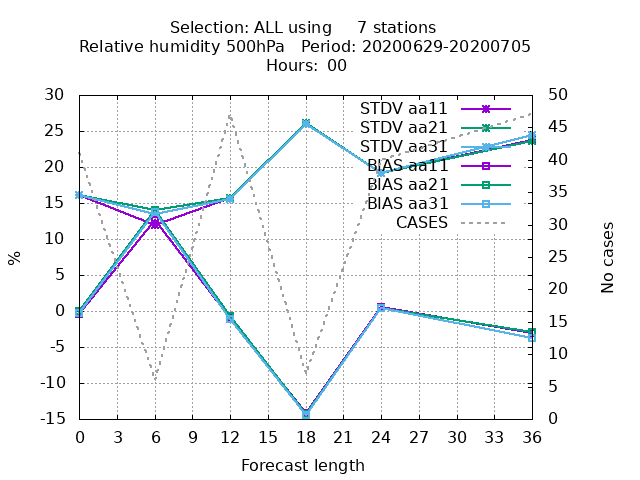 Selection: ALL using 7 stations
Relative humidity 500hPa Period: 20200629-20200705
Hours: 00
30 50
STDV aa11
25 45
STDV aa21
STDV aa31
20 40
BIAS aa11
BIAS aa21
15 35
BIAS aa31
CASES
10 30
5 25
0 20
-5 15
-10 10
5
-15 0
%
No cases
0 3 6 9 12 15 18 21 24 27 30 33 36
Forecast length